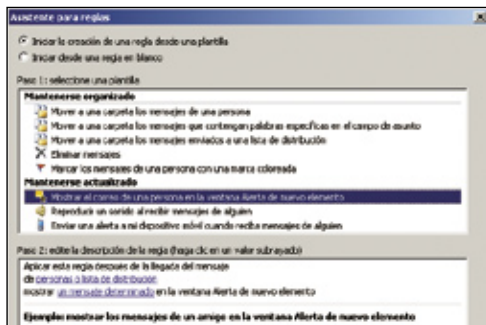 Asistente para reglas
Iniciar la creación de una regla desde una plantilla
Iniciar desde una regla en blanco
Paso 1: seleccione una plantilla
Mantenerse organizado
Mover a una carpeta los mensajes de una persona
Mover a una carpeta los mensajes que contengan palabras específicas en el campo de asunto
Mover a una carpeta los mensajes enviados a una lista de distribución
Eliminar mensajes
Marcar los mensajes de una persona con una marca coloreada
Mantenerse actualizado
Mostrar el correo de una persona en la ventana Alerta de nuevo elemento
Reproducir un sonido al recibir mensajes de alguien
Enviar una alerta a mi dispositivo móvil cuando reciba mensajes de alguien
Paso 2: edite la descripción de la regla (haga clic en un valor subrayado)
Aplicar esta regla después de la llegada del mensaje
de personas o lista de distribución
mostrar un mensaje determinado en la ventana Alerta de nuevo elemento
Ejemplo: mostrar los mensajes de un amigo en la ventana Alerta de nuevo elemento